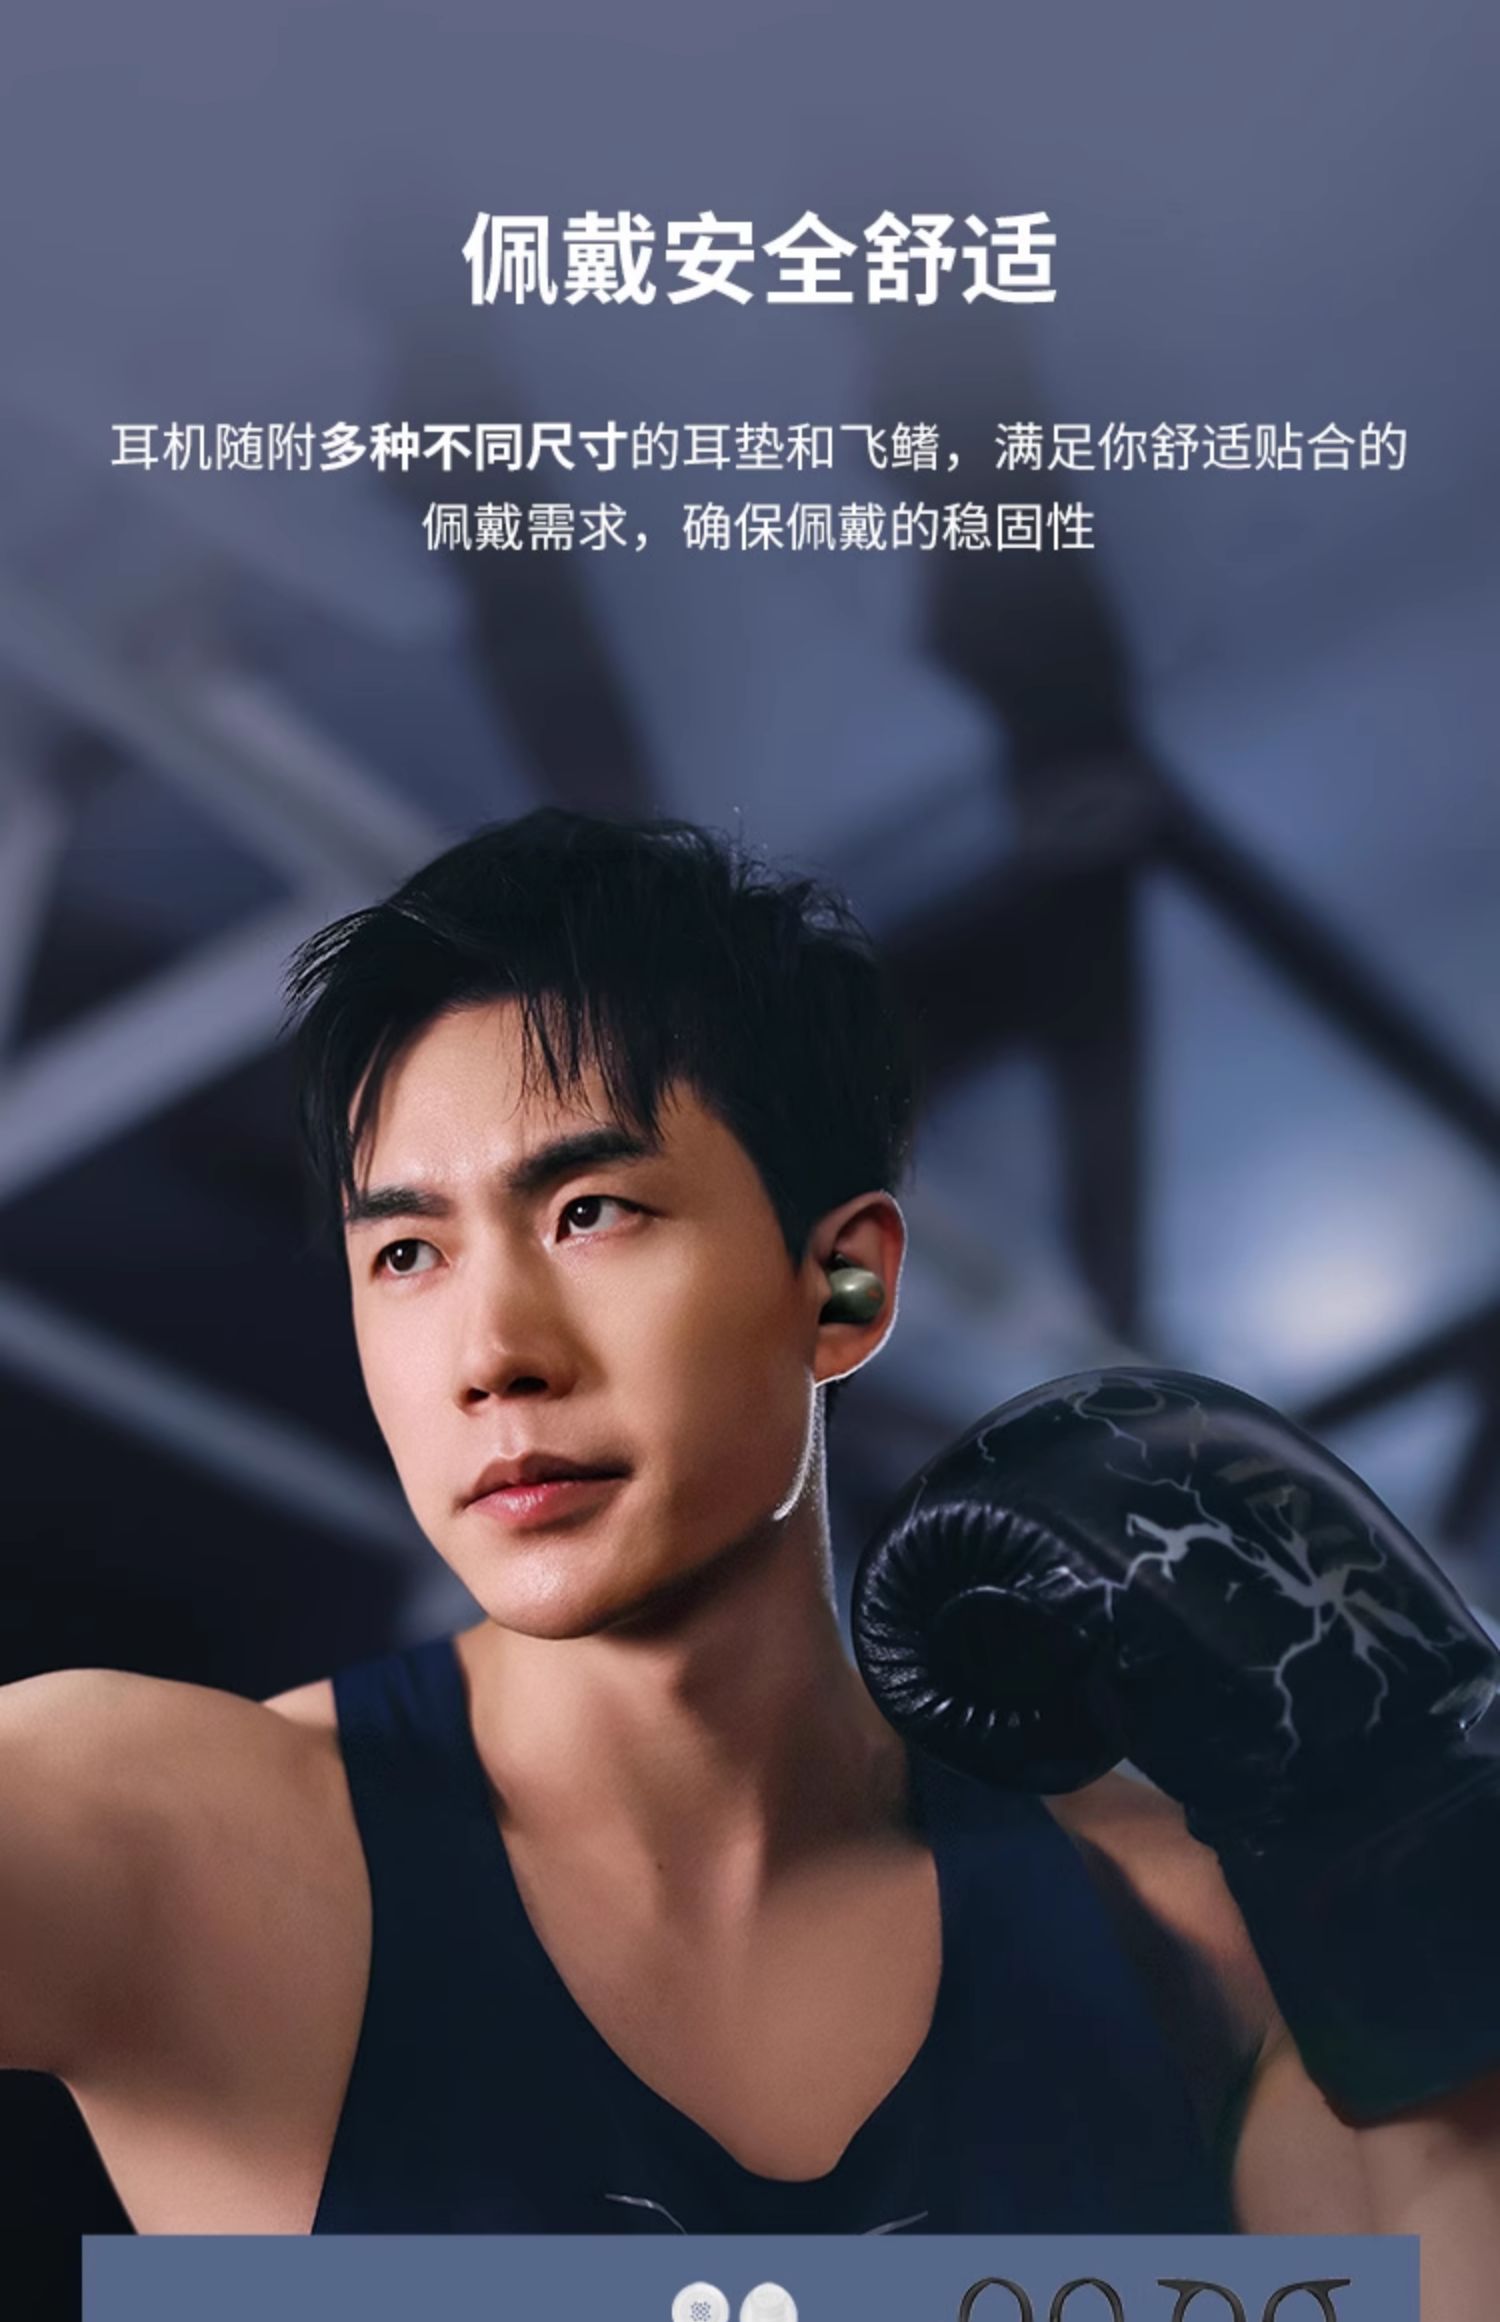 佩戴安全舒适
耳机随附多种不同尺寸的耳垫和飞鳍，满足你舒适贴合的
佩戴需求，确保佩戴的稳固性